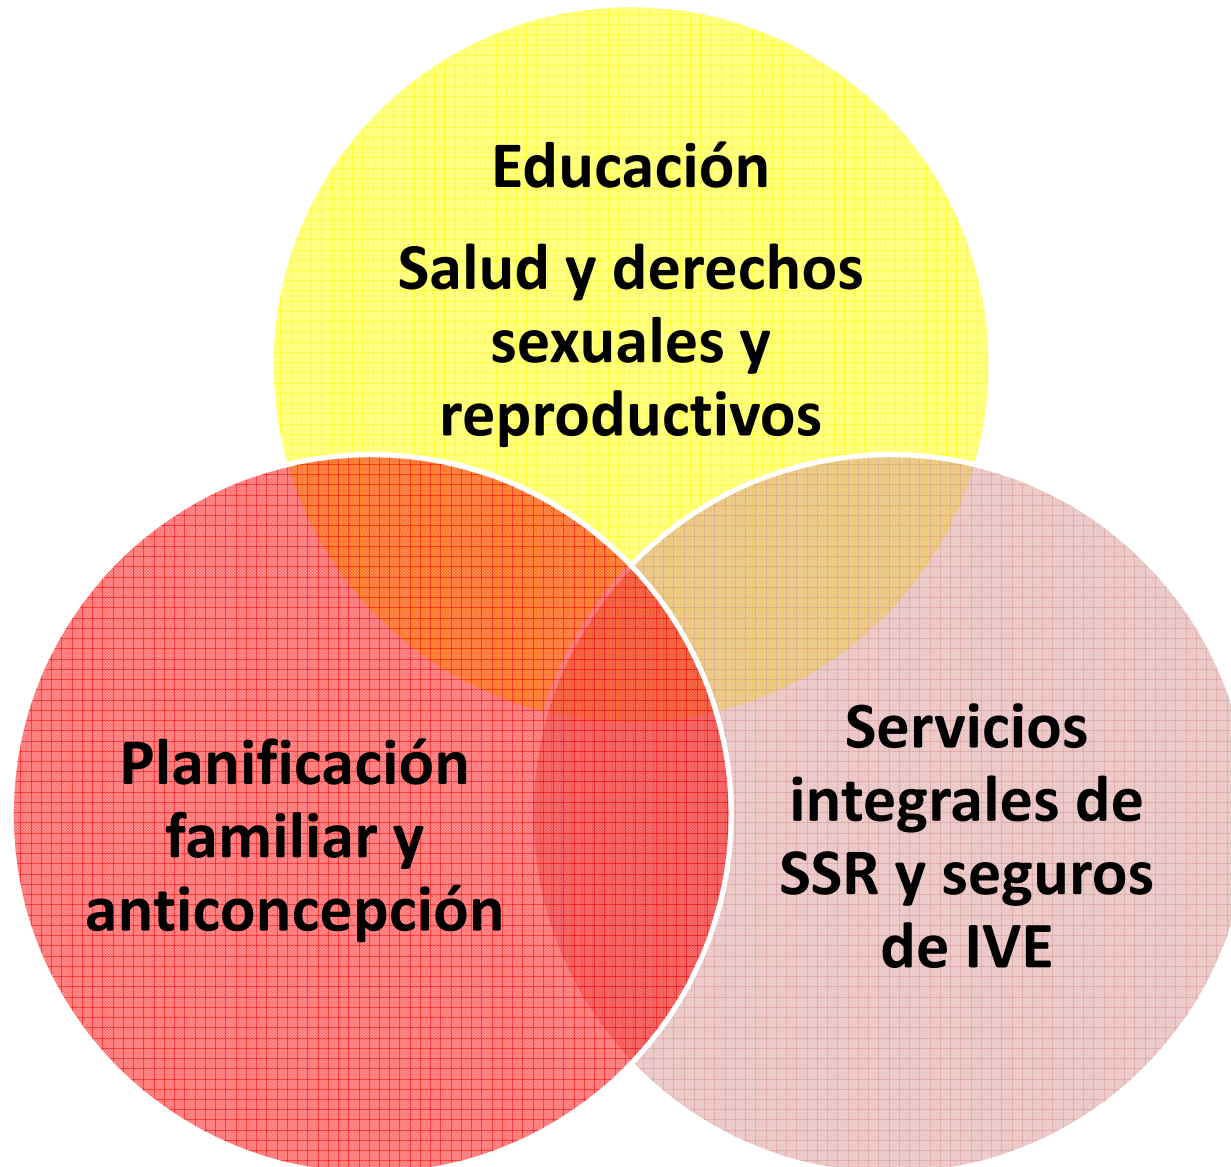 Educación
Salud y derechos
sexuales y
reproductivos
Planificación
familiar y
anticoncepción
Servicios
integrales de
SSR y seguros
de IVE